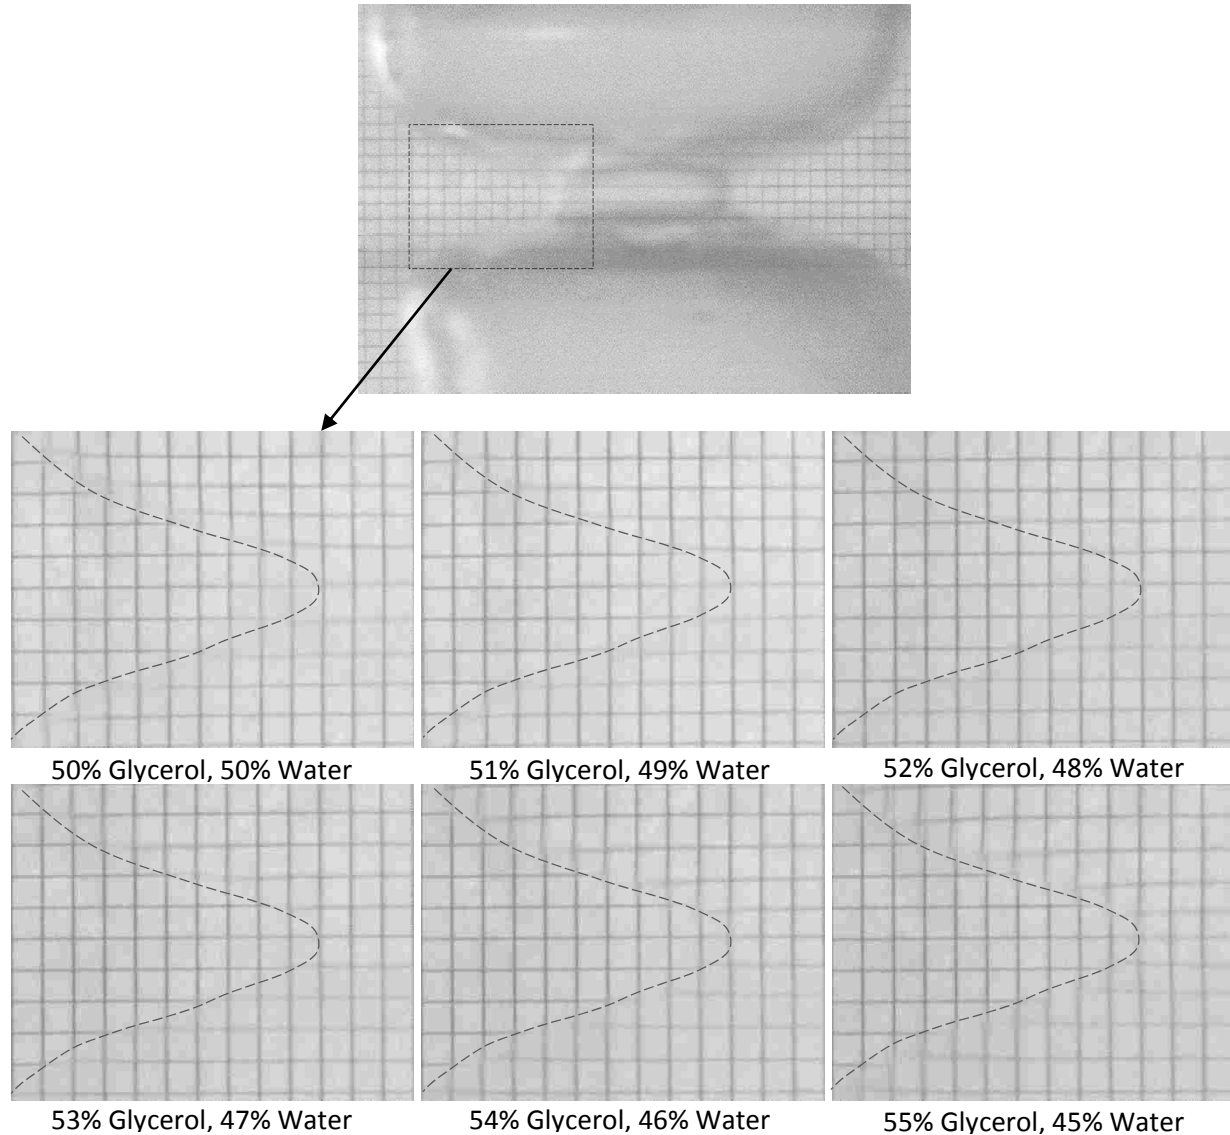 50% Glycerol, 50% Water
51% Glycerol, 49% Water
52% Glycerol, 48% Water
53% Glycerol, 47% Water
54% Glycerol, 46% Water
55% Glycerol, 45% Water